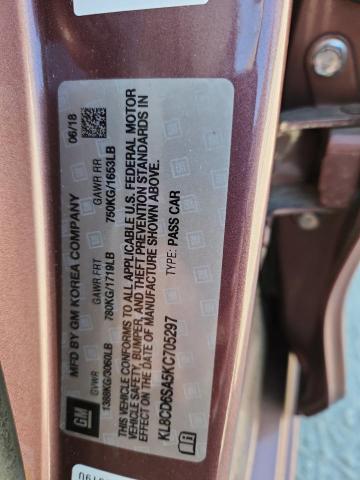 GM
MFD BY GM KOREA COMPANY 06/18
GVWR GAWR FRT GAWR RR
1388KG/3060LB 780KG/1719LB 750KG/1653LB
THIS VEHICLE CONFORMS TO ALL APPLICABLE U.S. FEDERAL MOTOR
VEHICLE SAFETY, BUMPER, AND THEFT PREVENTION STANDARDS IN
EFFECT ON THE DATE OF MANUFACTURE SHOWN ABOVE.
KL8CD6SA5KC705297 TYPE: PASS CAR